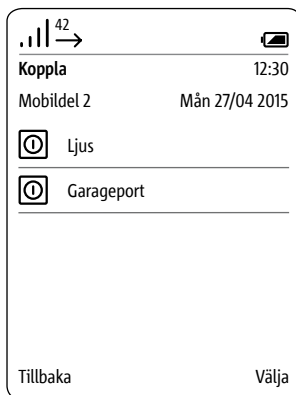 42
Koppla 12:30
Mobildel 2 Mån 27/04 2015
Ljus
Garageport
Tillbaka Välja